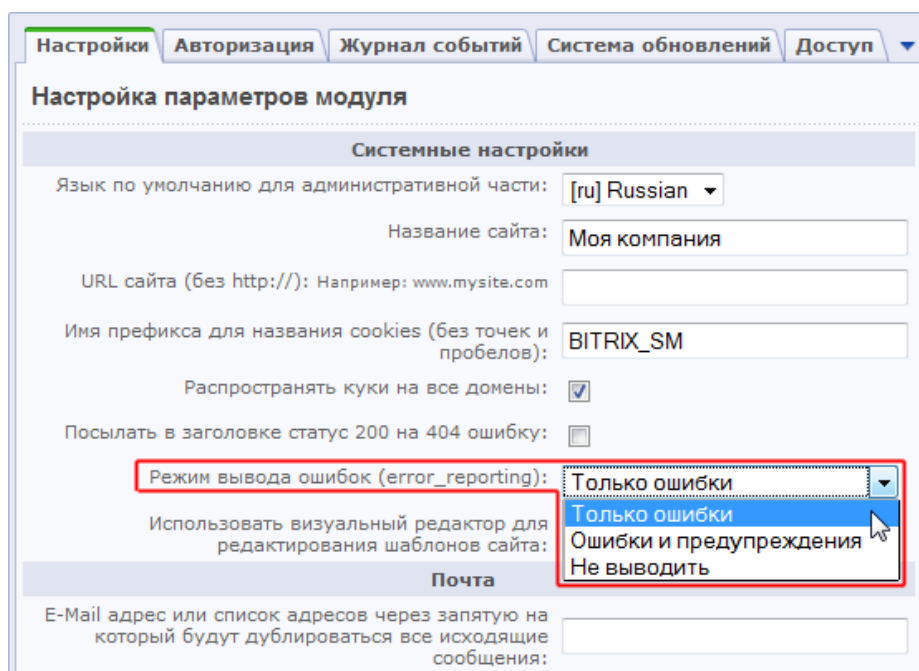 Настройки Авторизация Журнал событий Система обновлений Доступ
Настройка параметров модуля
Системные настройки
Язык по умолчанию для административной части: [ru] Russian
Название сайта: Моя компания
URL сайта (без http://): Например: www.mysite.com
Имя префикса для названия cookies (без точек и
пробелов): BITRIX_SM
Распространять куки на все домены:
Посылать в заголовке статус 200 на 404 ошибку:
Режим вывода ошибок (error_reporting): Только ошибки
Только ошибки
Ошибки и предупреждения
Не выводить
Использовать визуальный редактор для
редактирования шаблонов сайта:
Почта
E-Mail адрес или список адресов через запятую на
который будут дублироваться все исходящие
сообщения: